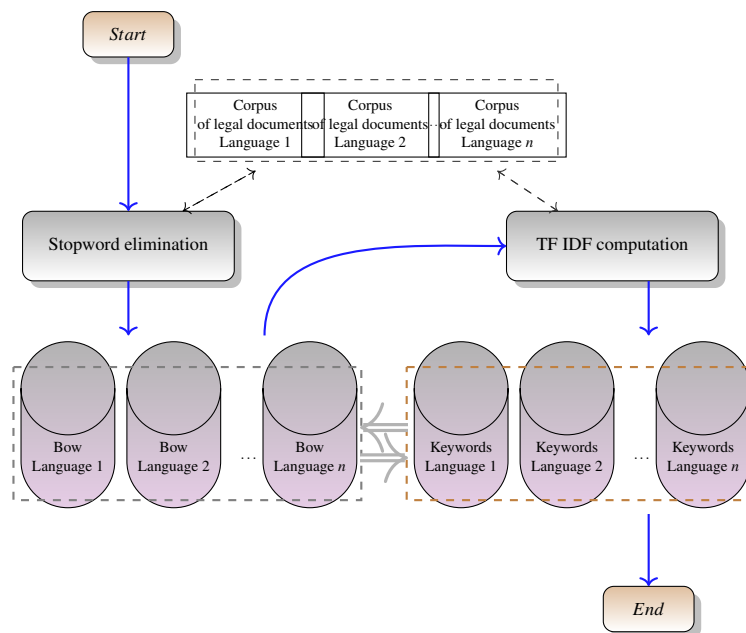 Start
Corpus
of legal documents
Language 1
Corpus
of legal documents
Language 2
...
Corpus
of legal documents
Language n
Stopword elimination
TF IDF computation
Bow
Language 1
Bow
Language 2
...
Bow
Language n
Keywords
Language 1
Keywords
Language 2
...
Keywords
Language n
End